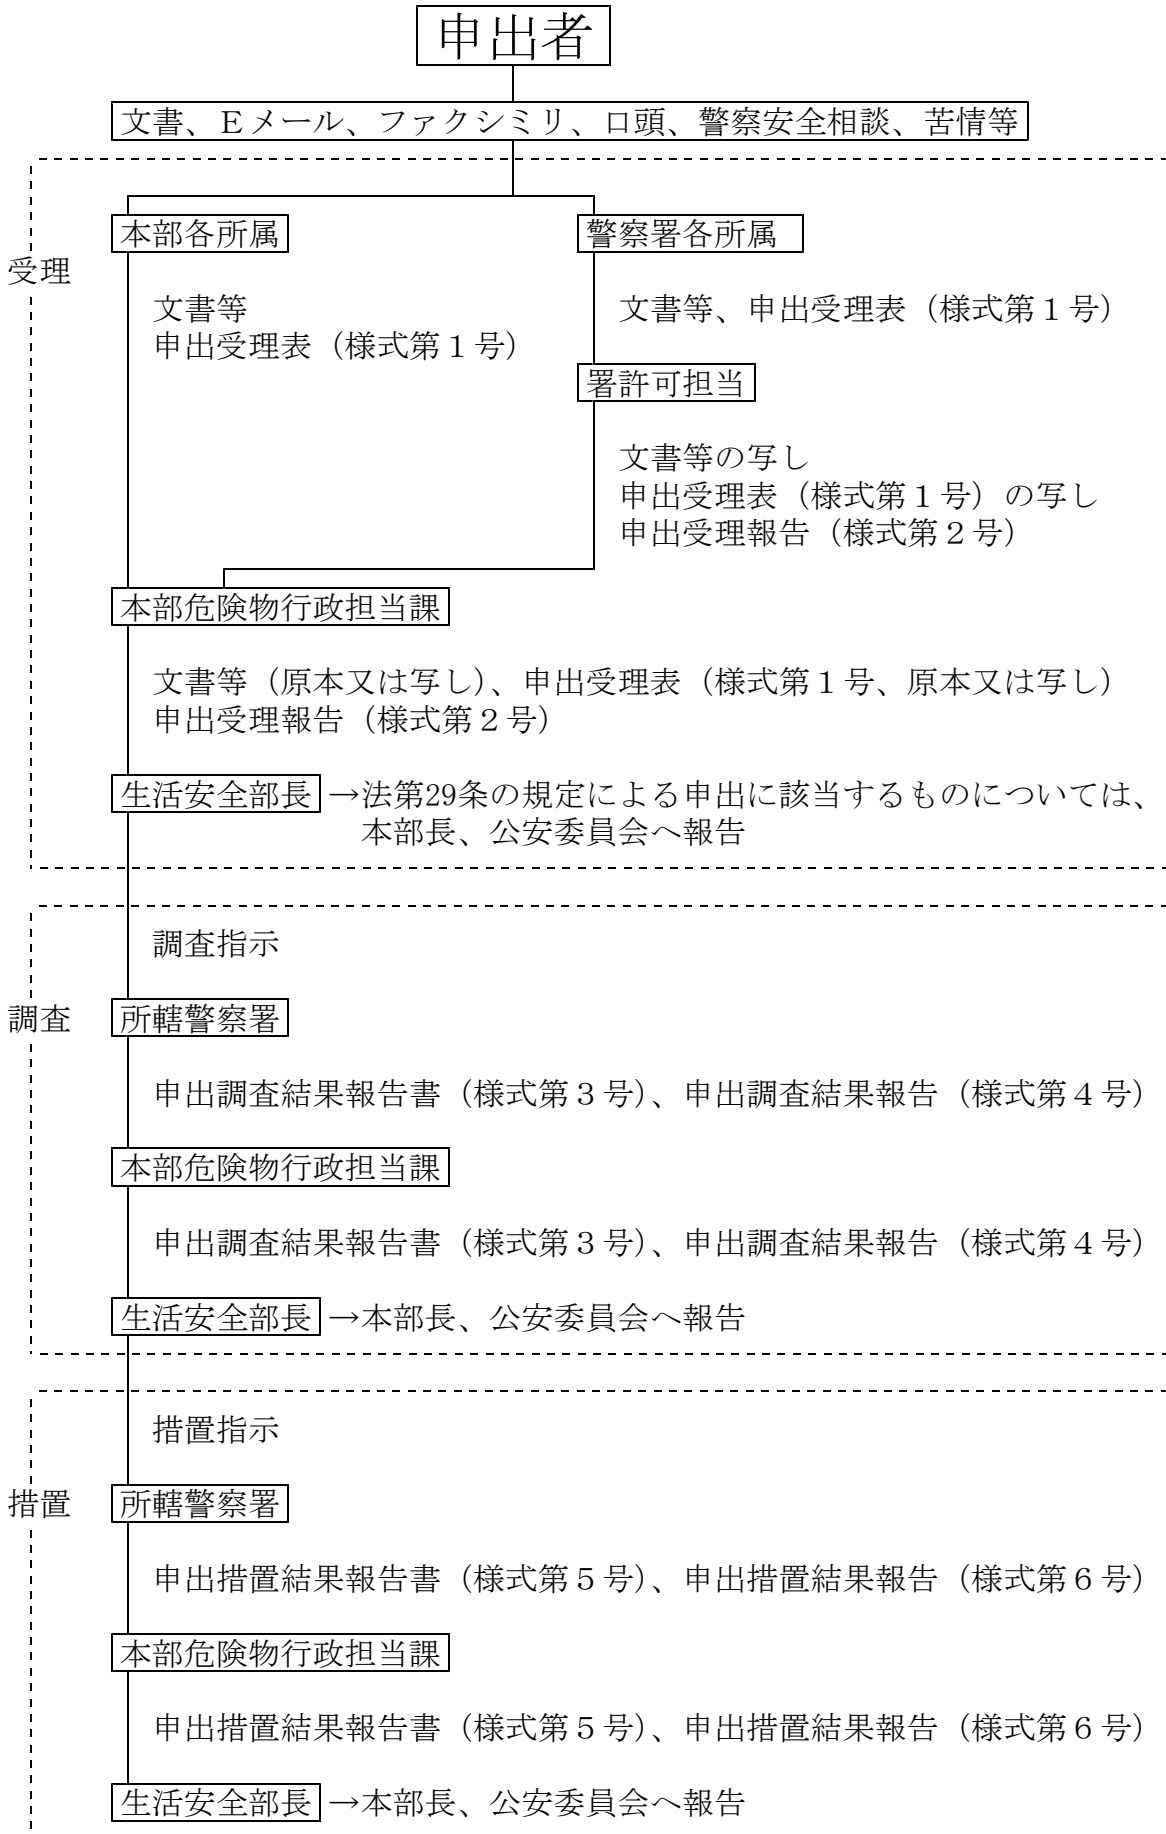 申出者
文書、Eメール、ファクシミリ、口頭、警察安全相談、苦情等
本部各所属
警察署各所属
受理
文書等
申出受理表（様式第１号）
文書等、申出受理表（様式第１号）
署許可担当
文書等の写し
申出受理表（様式第１号）の写し
申出受理報告（様式第２号）
本部危険物行政担当課
文書等（原本又は写し）、申出受理表（様式第１号、原本又は写し）
申出受理報告（様式第２号）
生活安全部長→法第29条の規定による申出に該当するものについては、
本部長、公安委員会へ報告
調査指示
調査
所轄警察署
申出調査結果報告書（様式第３号）、申出調査結果報告（様式第４号）
本部危険物行政担当課
申出調査結果報告書（様式第３号）、申出調査結果報告（様式第４号）
生活安全部長→本部長、公安委員会へ報告
措置指示
措置
所轄警察署
申出措置結果報告書（様式第５号）、申出措置結果報告（様式第６号）
本部危険物行政担当課
申出措置結果報告書（様式第５号）、申出措置結果報告（様式第６号）
生活安全部長→本部長、公安委員会へ報告